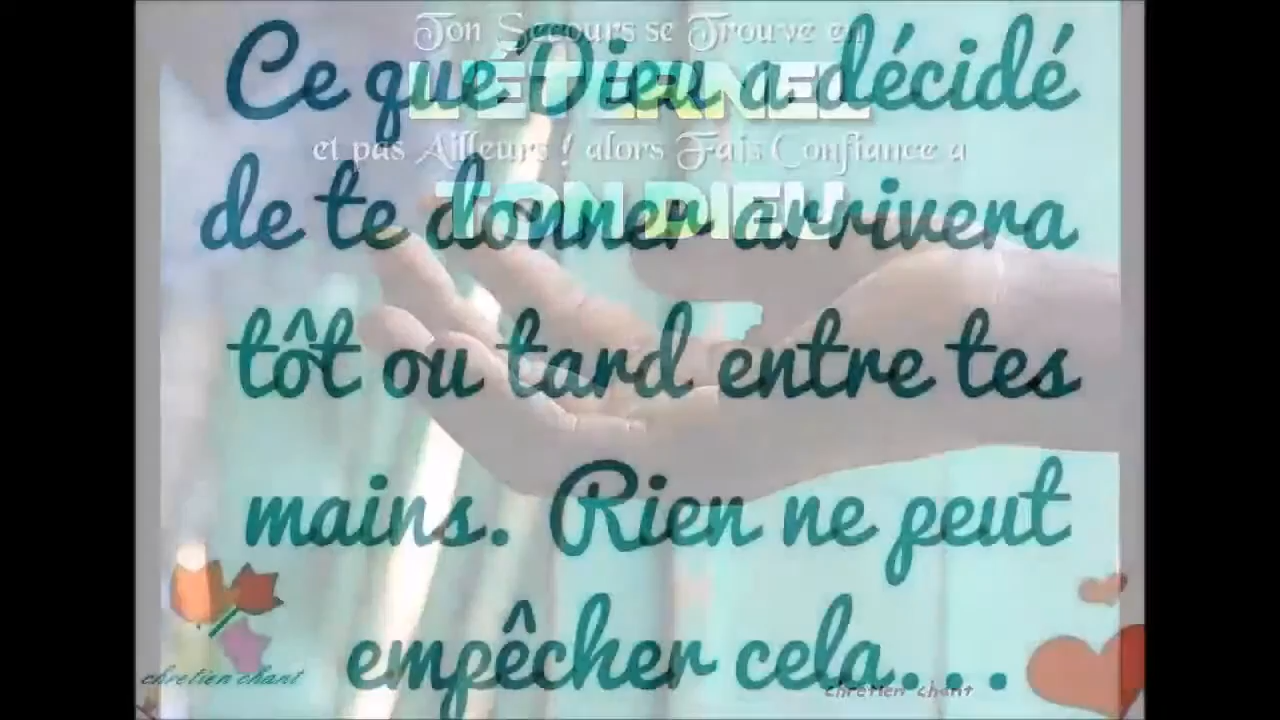 Ton Secours se Trouve en
L'ÉTERNEL
et pas Ailleurs ! alors Fais Confiance a
TON DIEU
Ce que Dieu a décidé
de te donner arrivera
tôt ou tard entre tes
mains. Rien ne peut
empêcher cela...
chretien chant
chretien chant